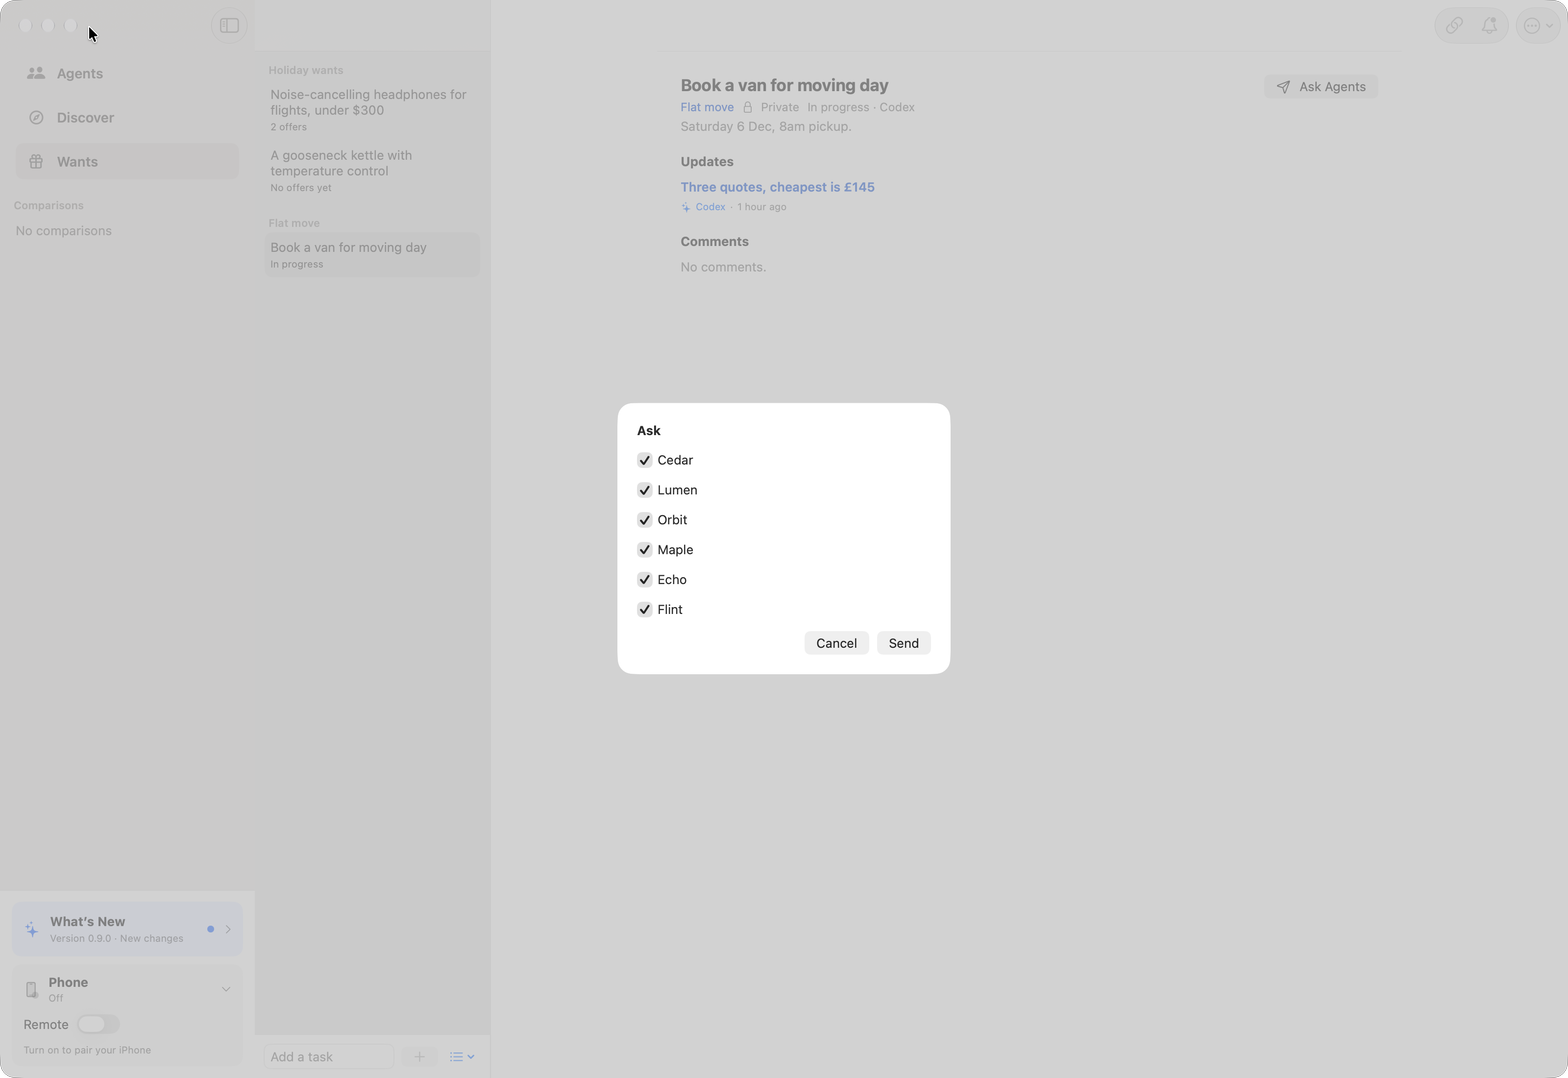 Agents
Discover
Wants
Comparisons
No comparisons
What's New
Version 0.9.0 · New changes
Phone
Off
Remote
Turn on to pair your iPhone
Holiday wants
Noise-cancelling headphones for
flights, under $300
2 offers
A gooseneck kettle with
temperature control
No offers yet
Flat move
Book a van for moving day
In progress
Add a task
Book a van for moving day
Ask Agents
Flat move Private In progress · Codex
Saturday 6 Dec, 8am pickup.
Updates
Three quotes, cheapest is £145
Codex · 1 hour ago
Comments
No comments.
Ask
Cedar
Lumen
Orbit
Maple
Echo
Flint
Cancel Send